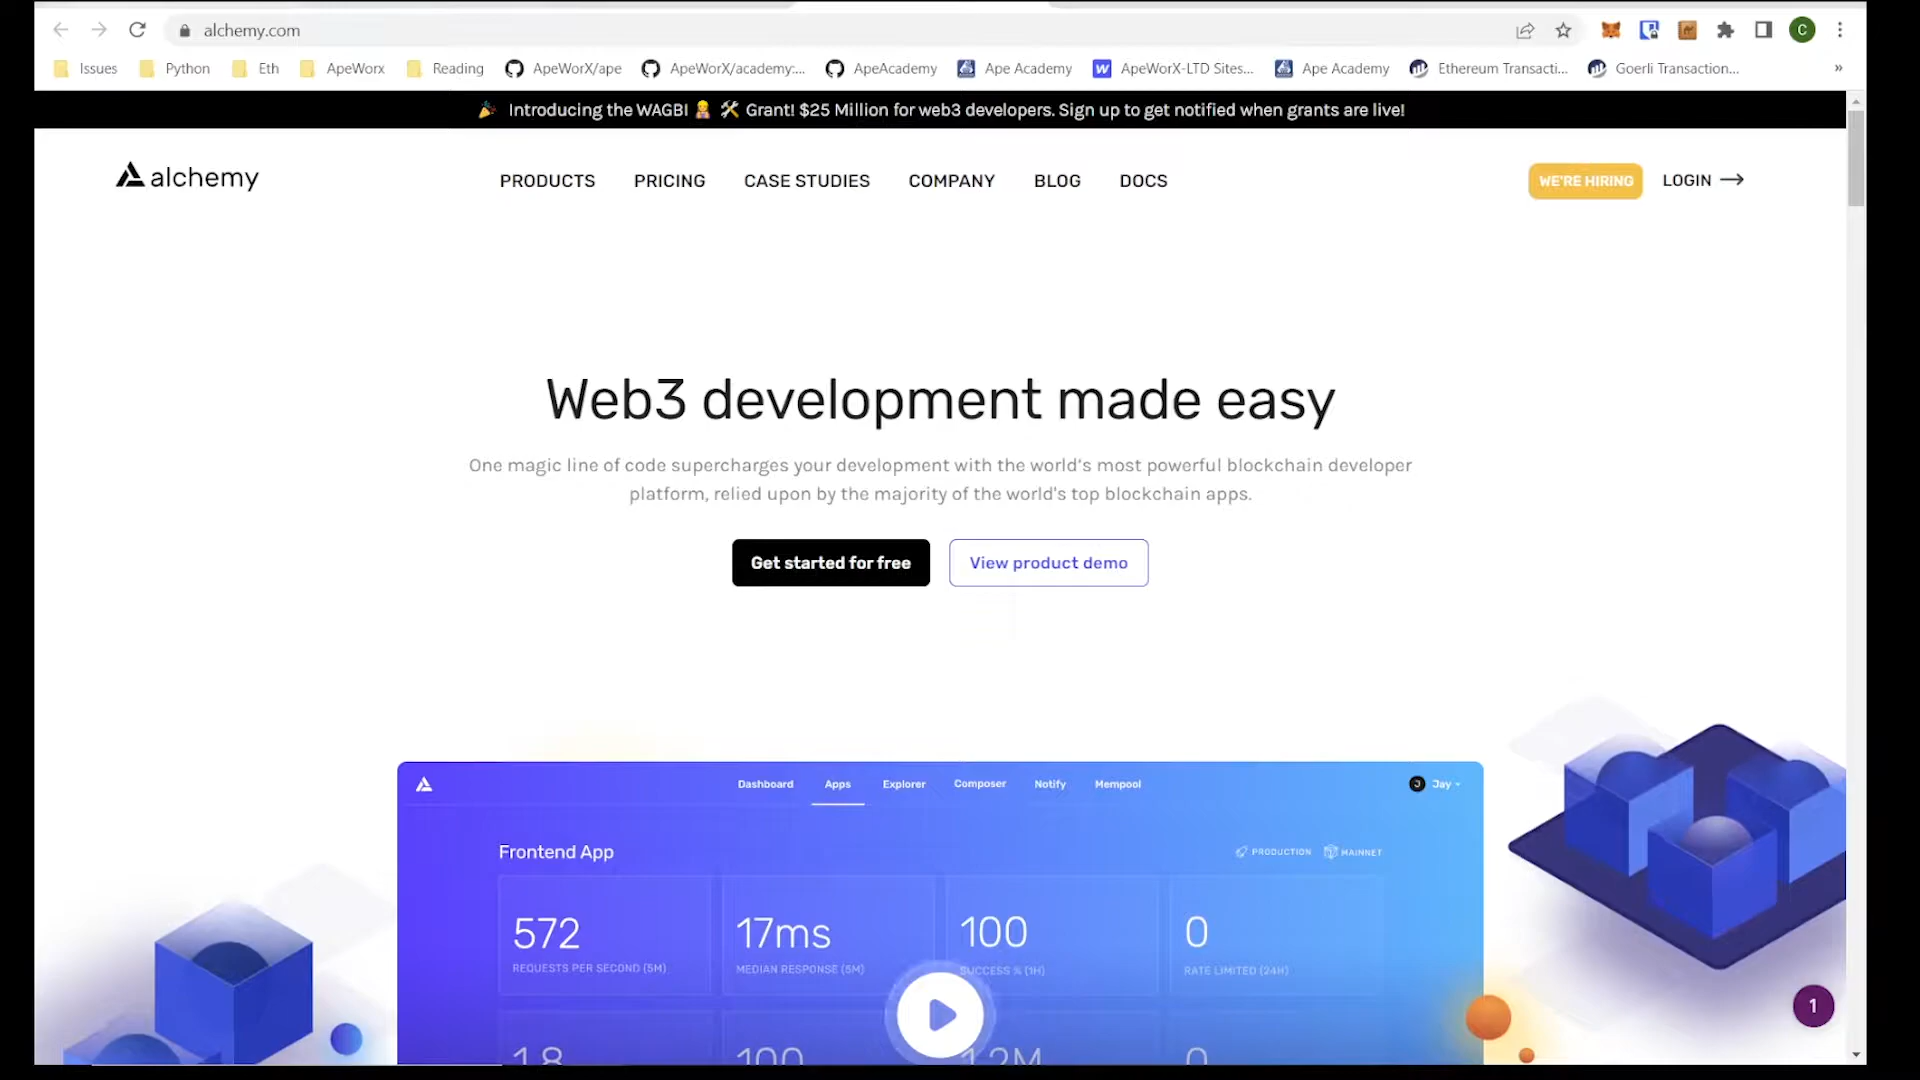 alchemy.com
C
Issues Python Eth ApeWorx Reading ApeWorX/ape ApeWorX/academy:... ApeAcademy Ape Academy W ApeWorX-LTD Sites... Ape Academy Ethereum Transacti... Goerli Transaction... »
Introducing the WAGBI Grant! $25 Million for web3 developers. Sign up to get notified when grants are live!
alchemy PRODUCTS PRICING CASE STUDIES COMPANY BLOG DOCS WE'RE HIRING LOGIN
Web3 development made easy
One magic line of code supercharges your development with the world's most powerful blockchain developer
platform, relied upon by the majority of the world's top blockchain apps.
Get started for free View product demo
Dashboard Apps Explorer Composer Notify Mempool J Jay
Frontend App PRODUCTION MAINNET
572 17ms 100 0
REQUESTS PER SECOND (5M) MEDIAN RESPONSE (5M) SUCCESS % (1H) RATE LIMITED (24H)
1
1.8 100 1.2M 0